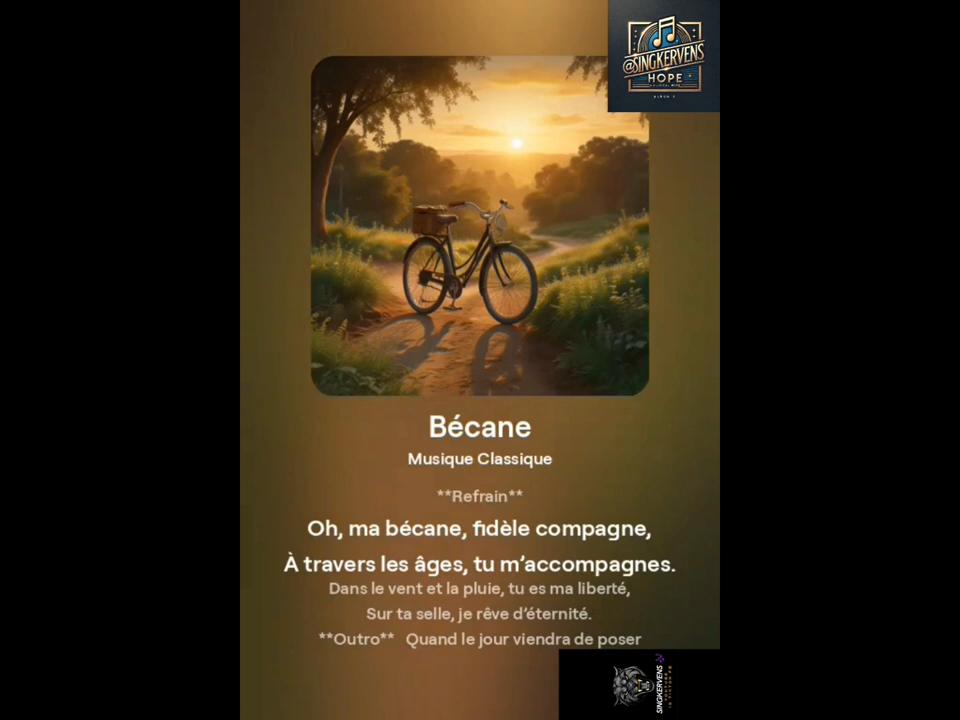 @SINGKERVENS
HOPE
Bécane
Musique Classique
**Refrain**
Oh, ma bécane, fidèle compagne,
À travers les âges, tu m’accompagnes.
Dans le vent et la pluie, tu es ma liberté,
Sur ta selle, je rêve d’éternité.
**Outro** Quand le jour viendra de poser
SINGKERVENS